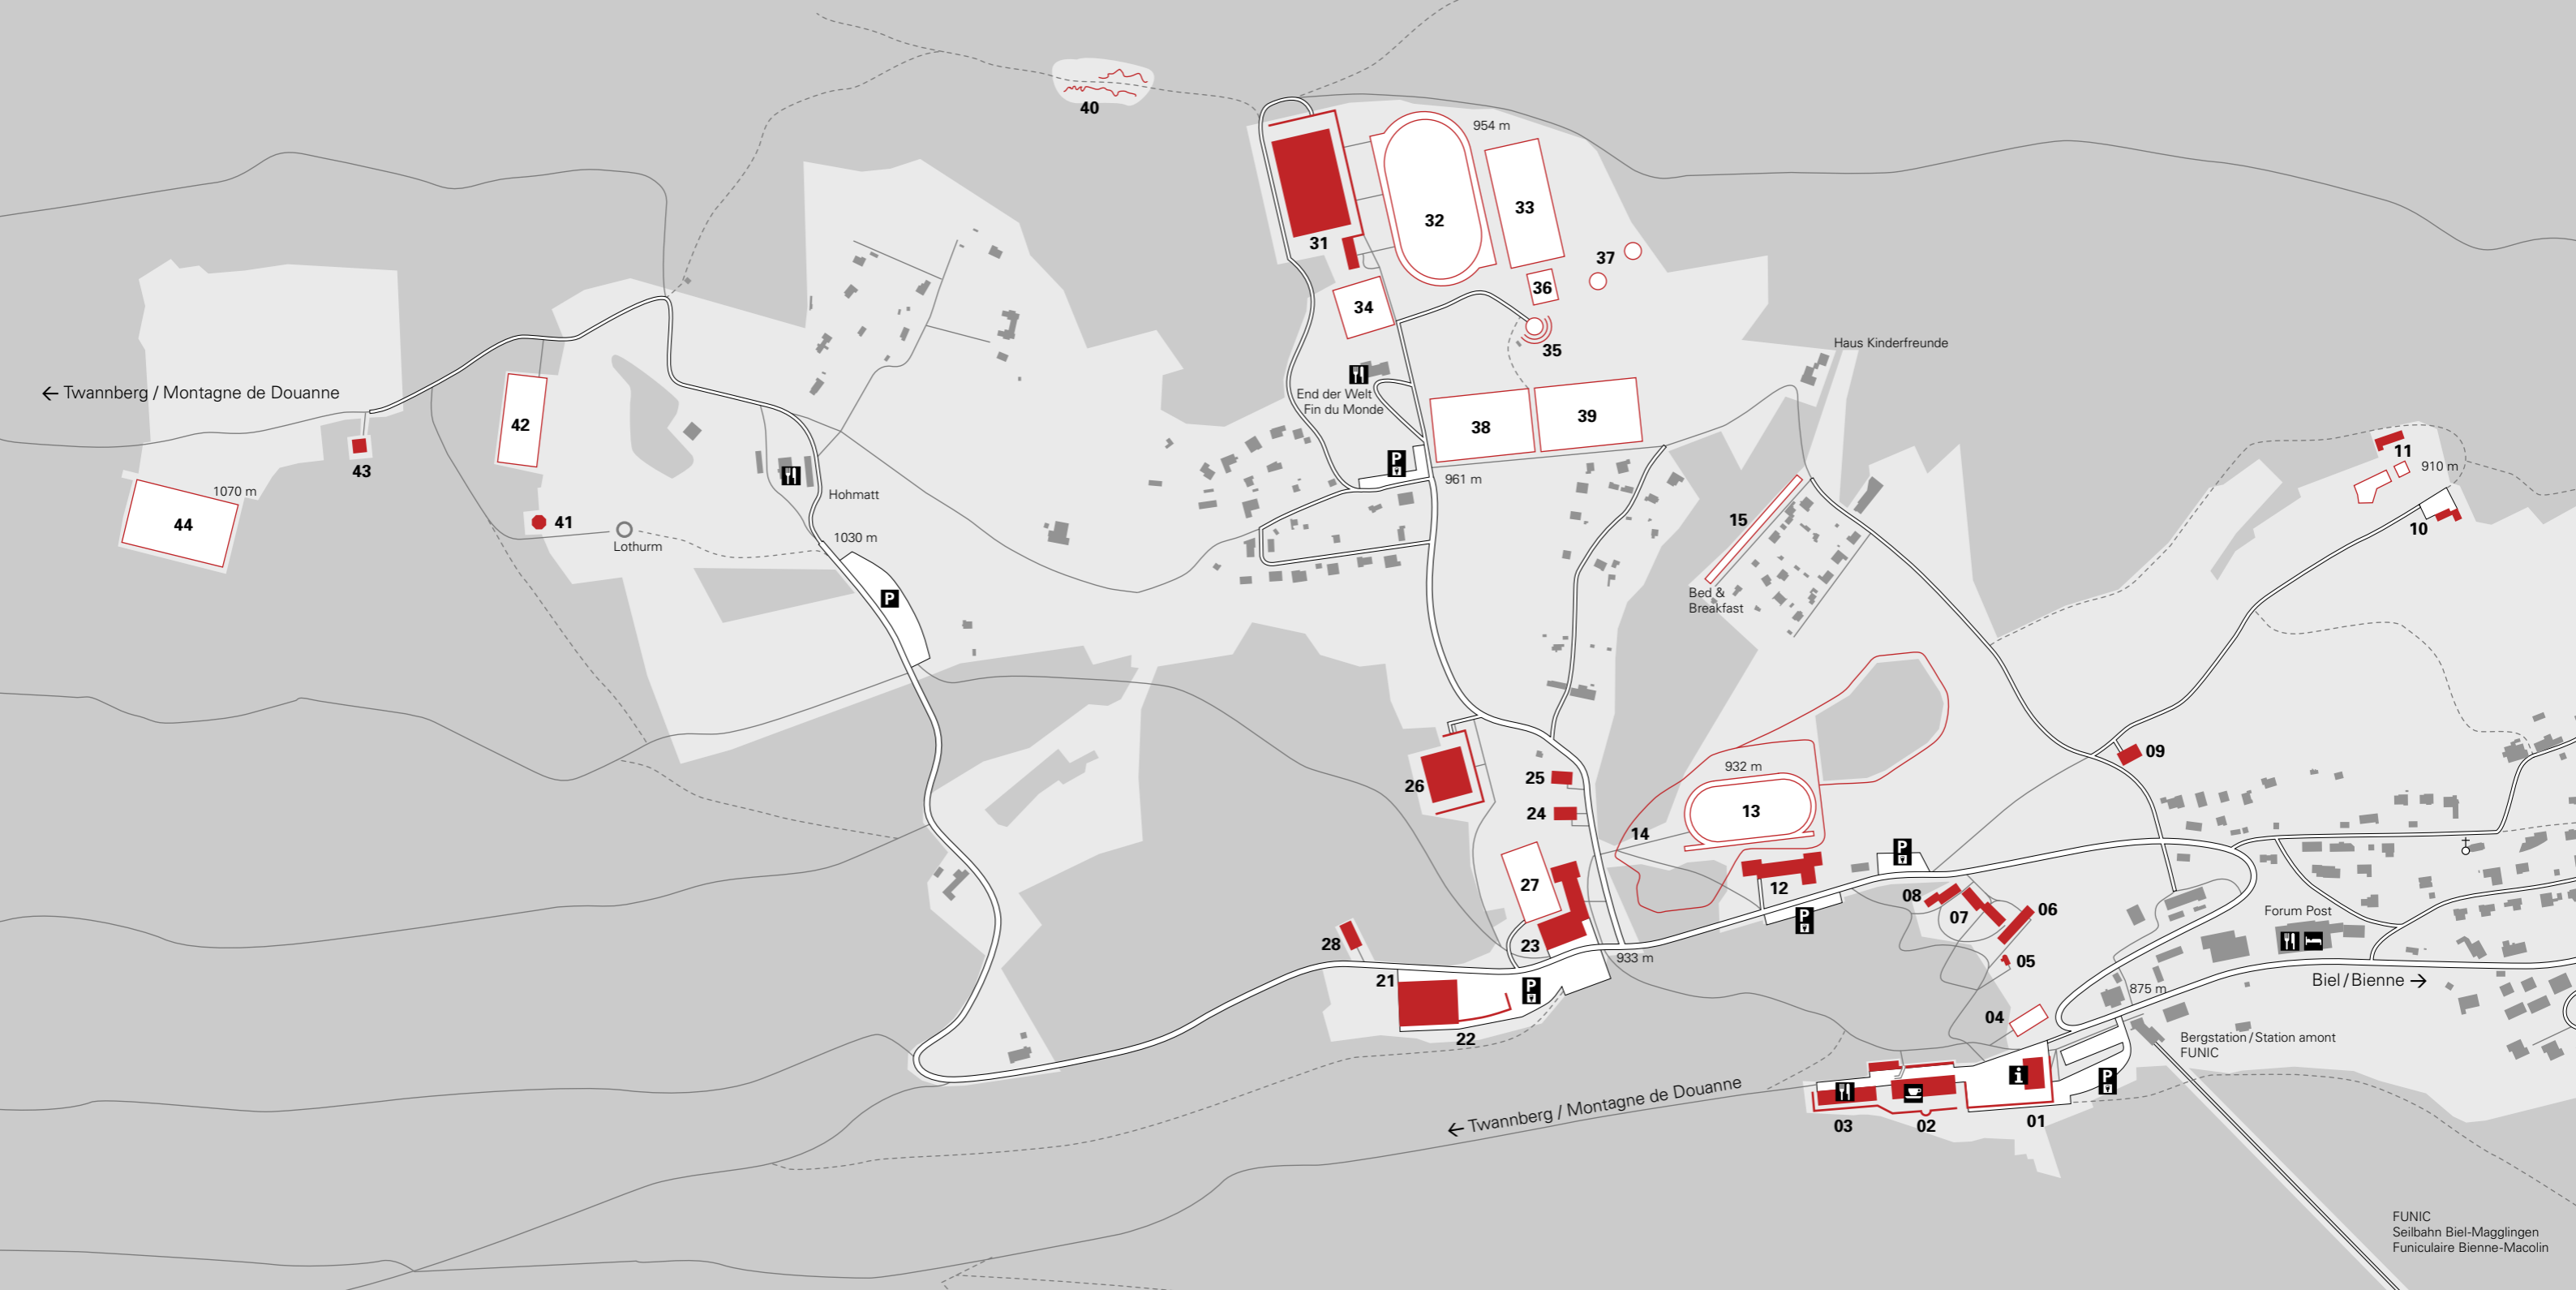 40
954 m
31
32
33
37
36
34
35
End der Welt
Fin du Monde
38
39
P
961 m
Haus Kinderfreunde
← Twannberg / Montagne de Douanne
42
43
1070 m
44
41
Lothurm
Hohmatt
1030 m
P
15
Bed &
Breakfast
11
910 m
10
09
26
25
24
932 m
13
14
27
12
P
P
08
07
06
05
28
23
933 m
21
P
22
Forum Post
Biel / Bienne →
875 m
04
Bergstation / Station amont
FUNIC
i
P
← Twannberg / Montagne de Douanne
03
02
01
FUNIC
Seilbahn Biel-Magglingen
Funiculaire Bienne-Macolin